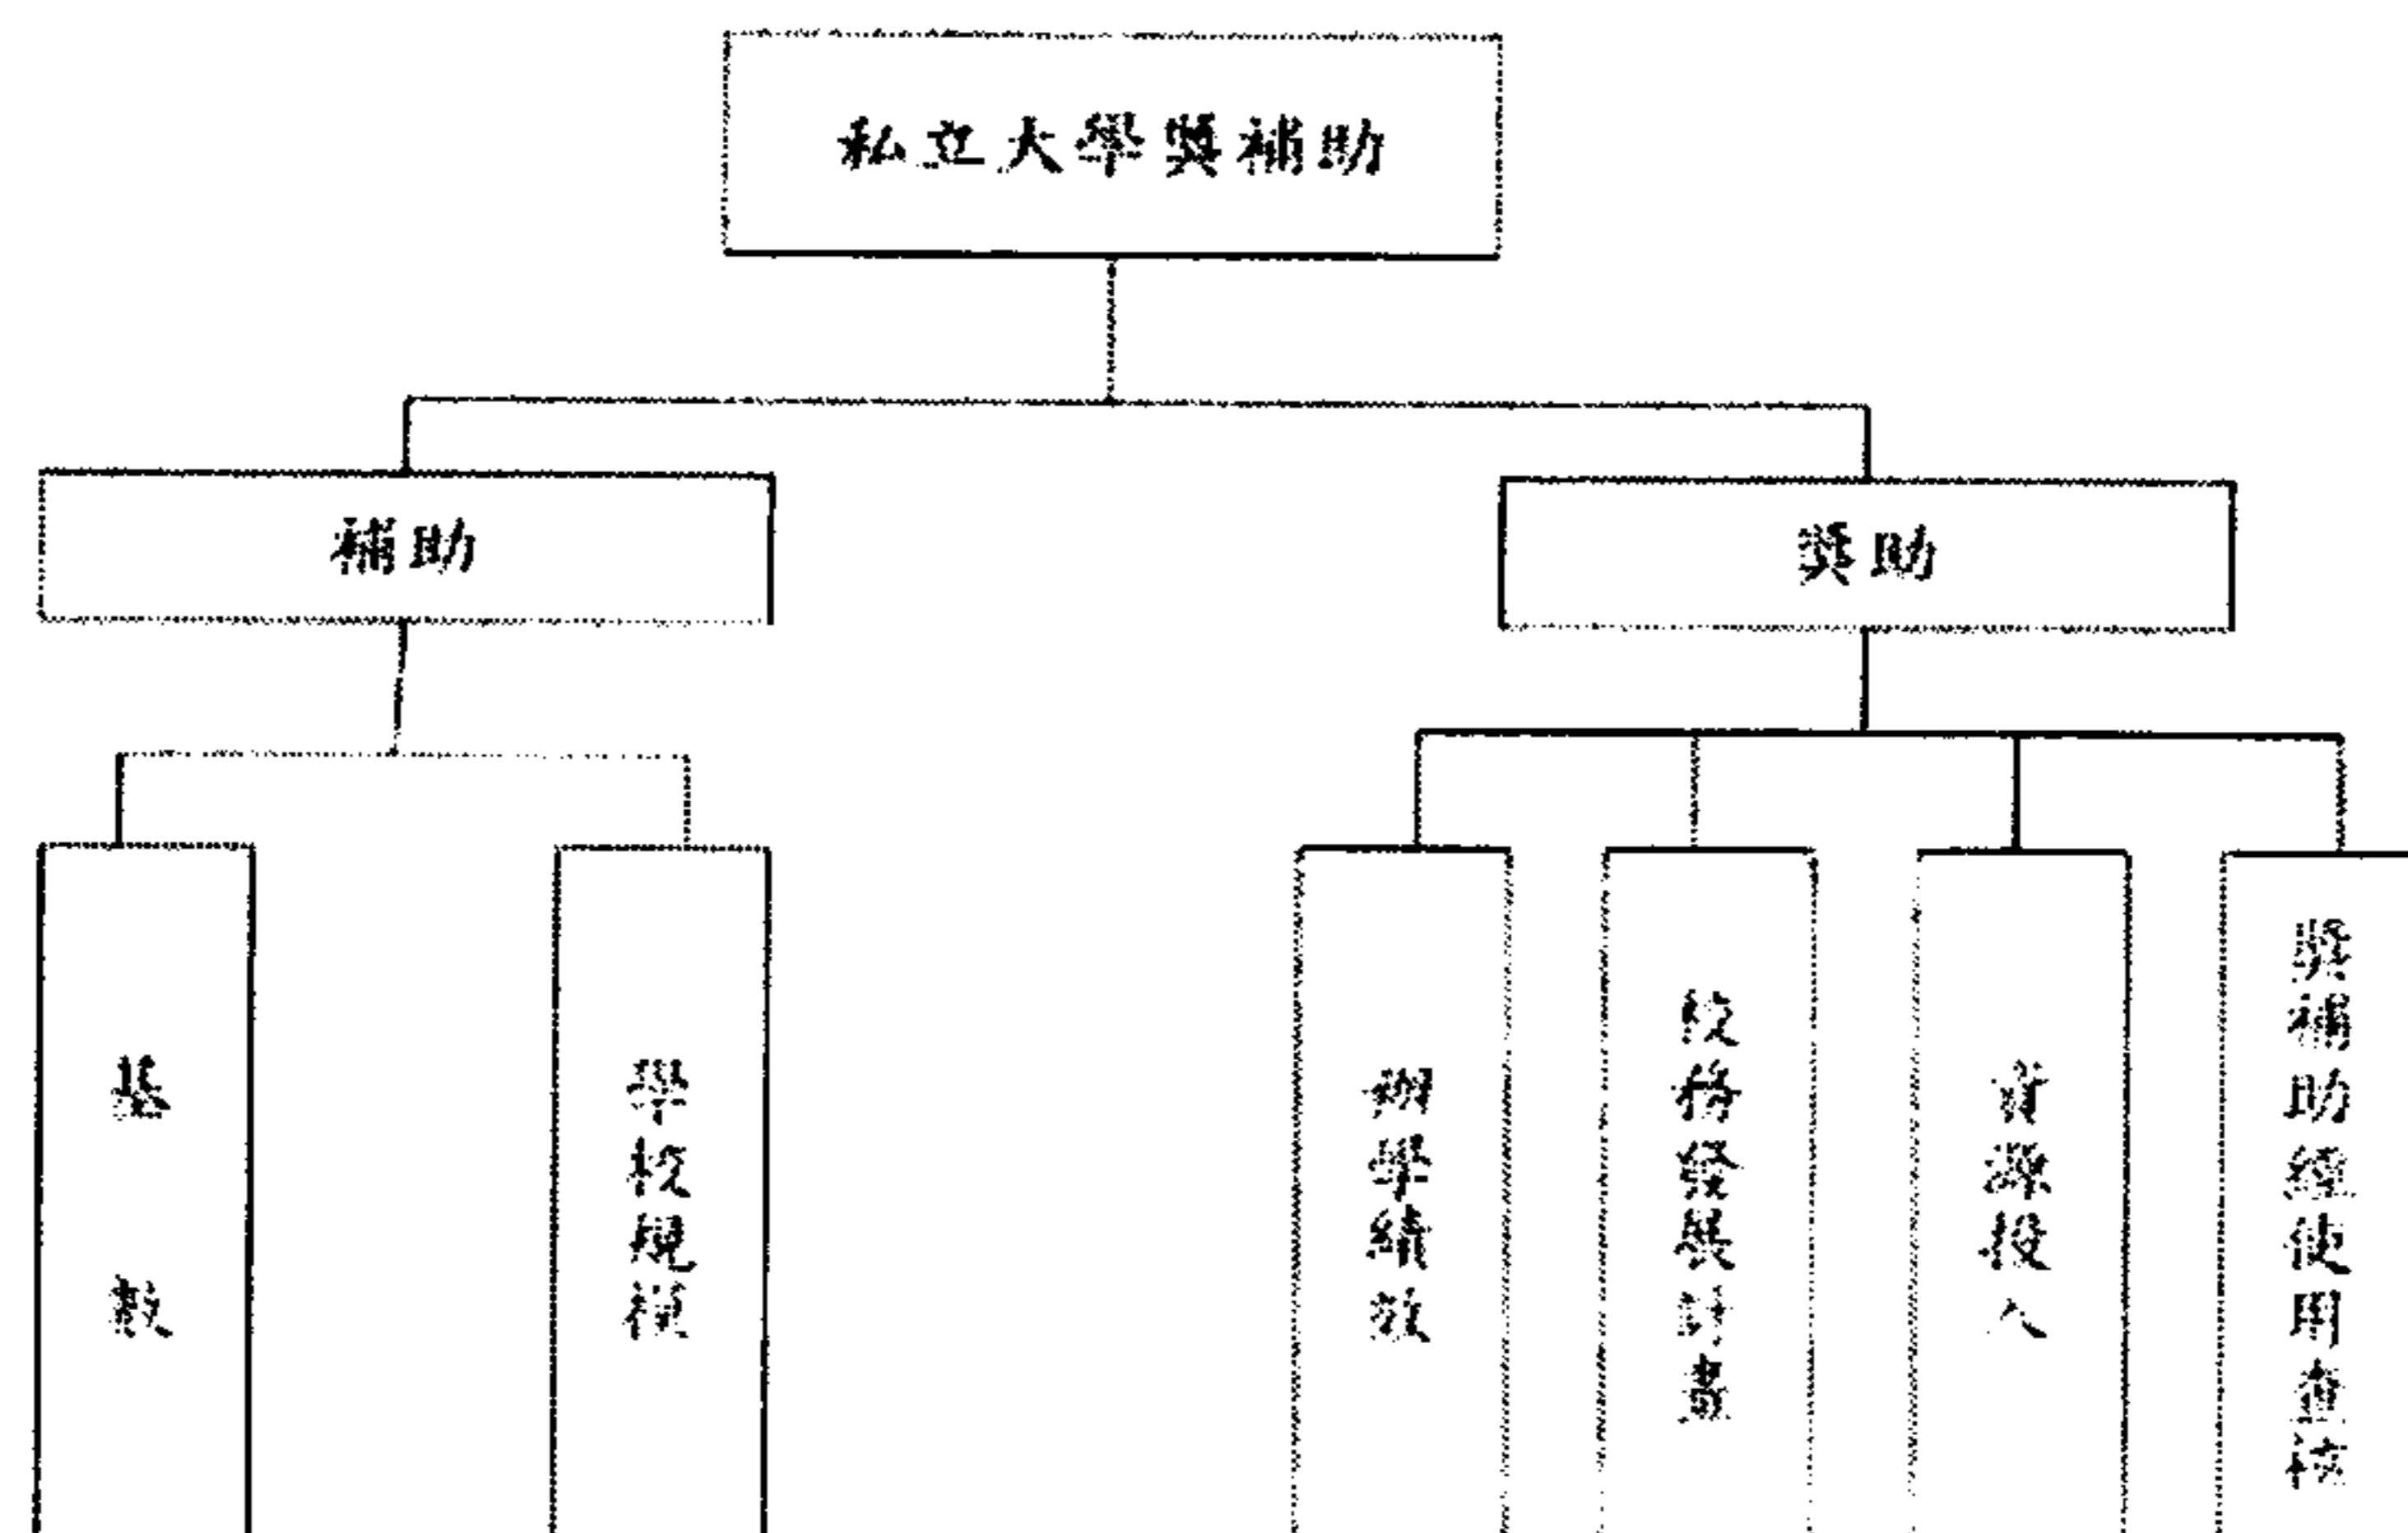 私立大學獎補助
補助
獎助
基數
學校規模
辦學績效
校務發展計畫
資源投入
獎補助經使用查核